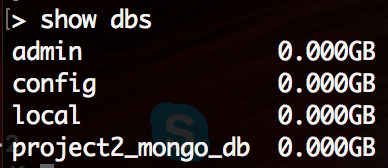 > show dbs
admin 0.000GB
config 0.000GB
local 0.000GB
project2_mongo_db 0.000GB